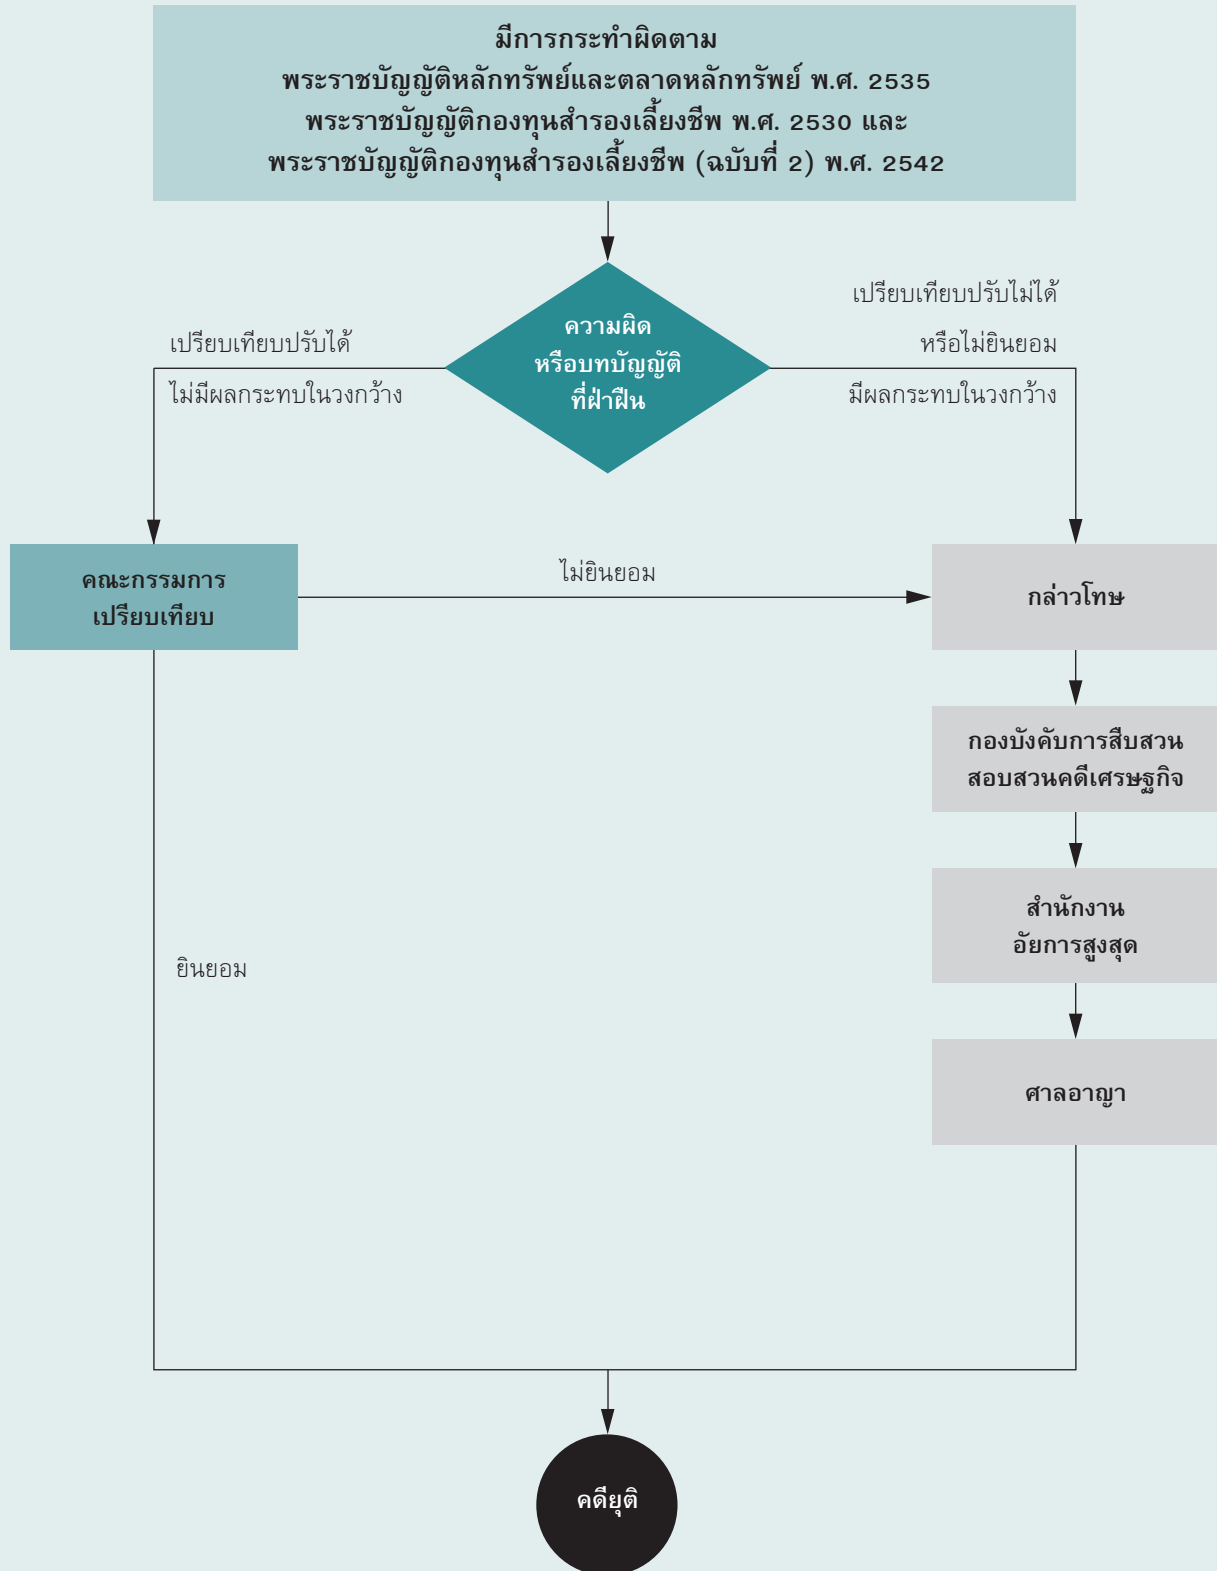 มีการกระทำผิดตาม
พระราชบัญญัติหลักทรัพย์และตลาดหลักทรัพย์ พ.ศ. 2535
พระราชบัญญัติกองทุนสำรองเลี้ยงชีพ พ.ศ. 2530 และ
พระราชบัญญัติกองทุนสำรองเลี้ยงชีพ (ฉบับที่ 2) พ.ศ. 2542
ความผิด
หรือบทบัญญัติ
ที่ฝ่าฝืน
เปรียบเทียบปรับได้
ไม่มีผลกระทบในวงกว้าง
เปรียบเทียบปรับไม่ได้
หรือไม่ยินยอม
มีผลกระทบในวงกว้าง
คณะกรรมการ
เปรียบเทียบ
ไม่ยินยอม
กล่าวโทษ
กองบังคับการสืบสวน
สอบสวนคดีเศรษฐกิจ
สำนักงาน
อัยการสูงสุด
ยินยอม
ศาลอาญา
คดียุติ